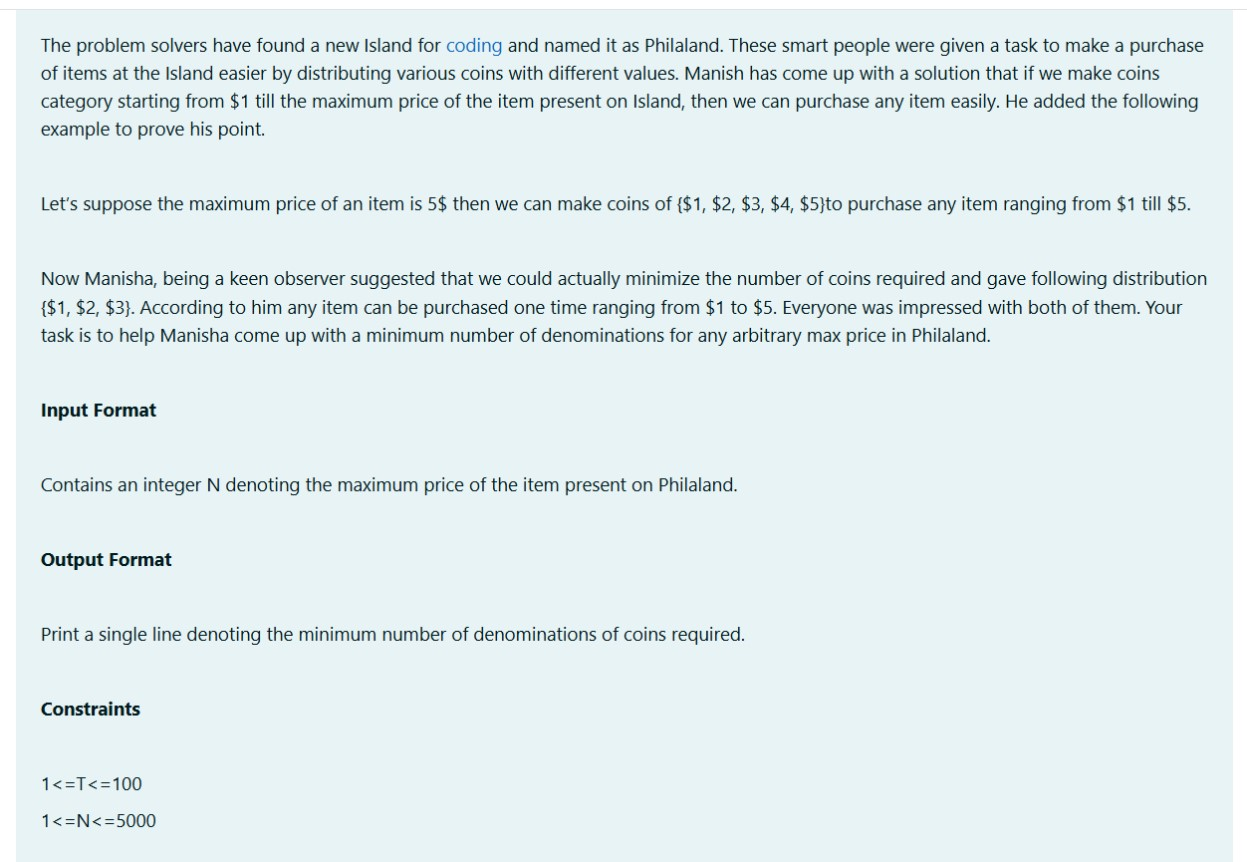 The problem solvers have found a new Island for coding and named it as Philaland. These smart people were given a task to make a purchase
of items at the Island easier by distributing various coins with different values. Manish has come up with a solution that if we make coins
category starting from $1 till the maximum price of the item present on Island, then we can purchase any item easily. He added the following
example to prove his point.
Let's suppose the maximum price of an item is 5$ then we can make coins of {$1, $2, $3, $4, $5}to purchase any item ranging from $1 till $5.
Now Manisha, being a keen observer suggested that we could actually minimize the number of coins required and gave following distribution
{$1, $2, $3}. According to him any item can be purchased one time ranging from $1 to $5. Everyone was impressed with both of them. Your
task is to help Manisha come up with a minimum number of denominations for any arbitrary max price in Philaland.
Input Format
Contains an integer N denoting the maximum price of the item present on Philaland.
Output Format
Print a single line denoting the minimum number of denominations of coins required.
Constraints
1<=T<=100
1<=N<=5000